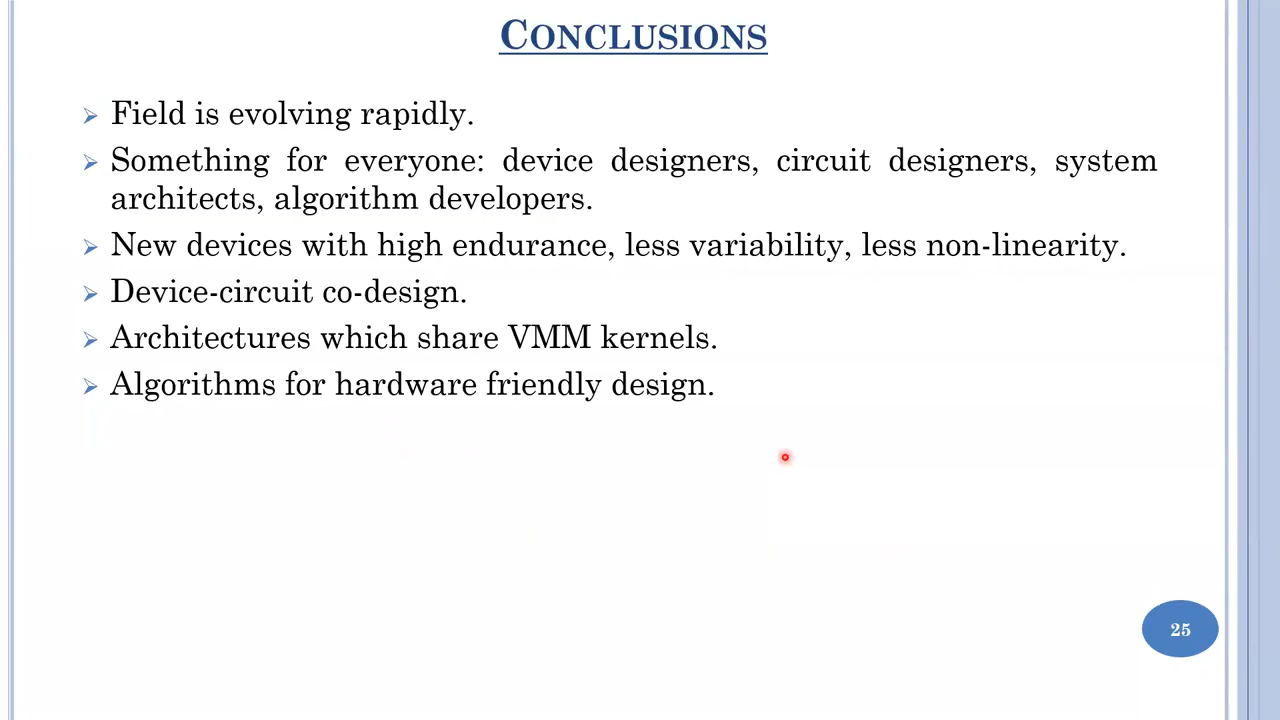 CONCLUSIONS
Field is evolving rapidly.
Something for everyone: device designers, circuit designers, system
architects, algorithm developers.
New devices with high endurance, less variability, less non-linearity.
Device-circuit co-design.
Architectures which share VMM kernels.
Algorithms for hardware friendly design.
25